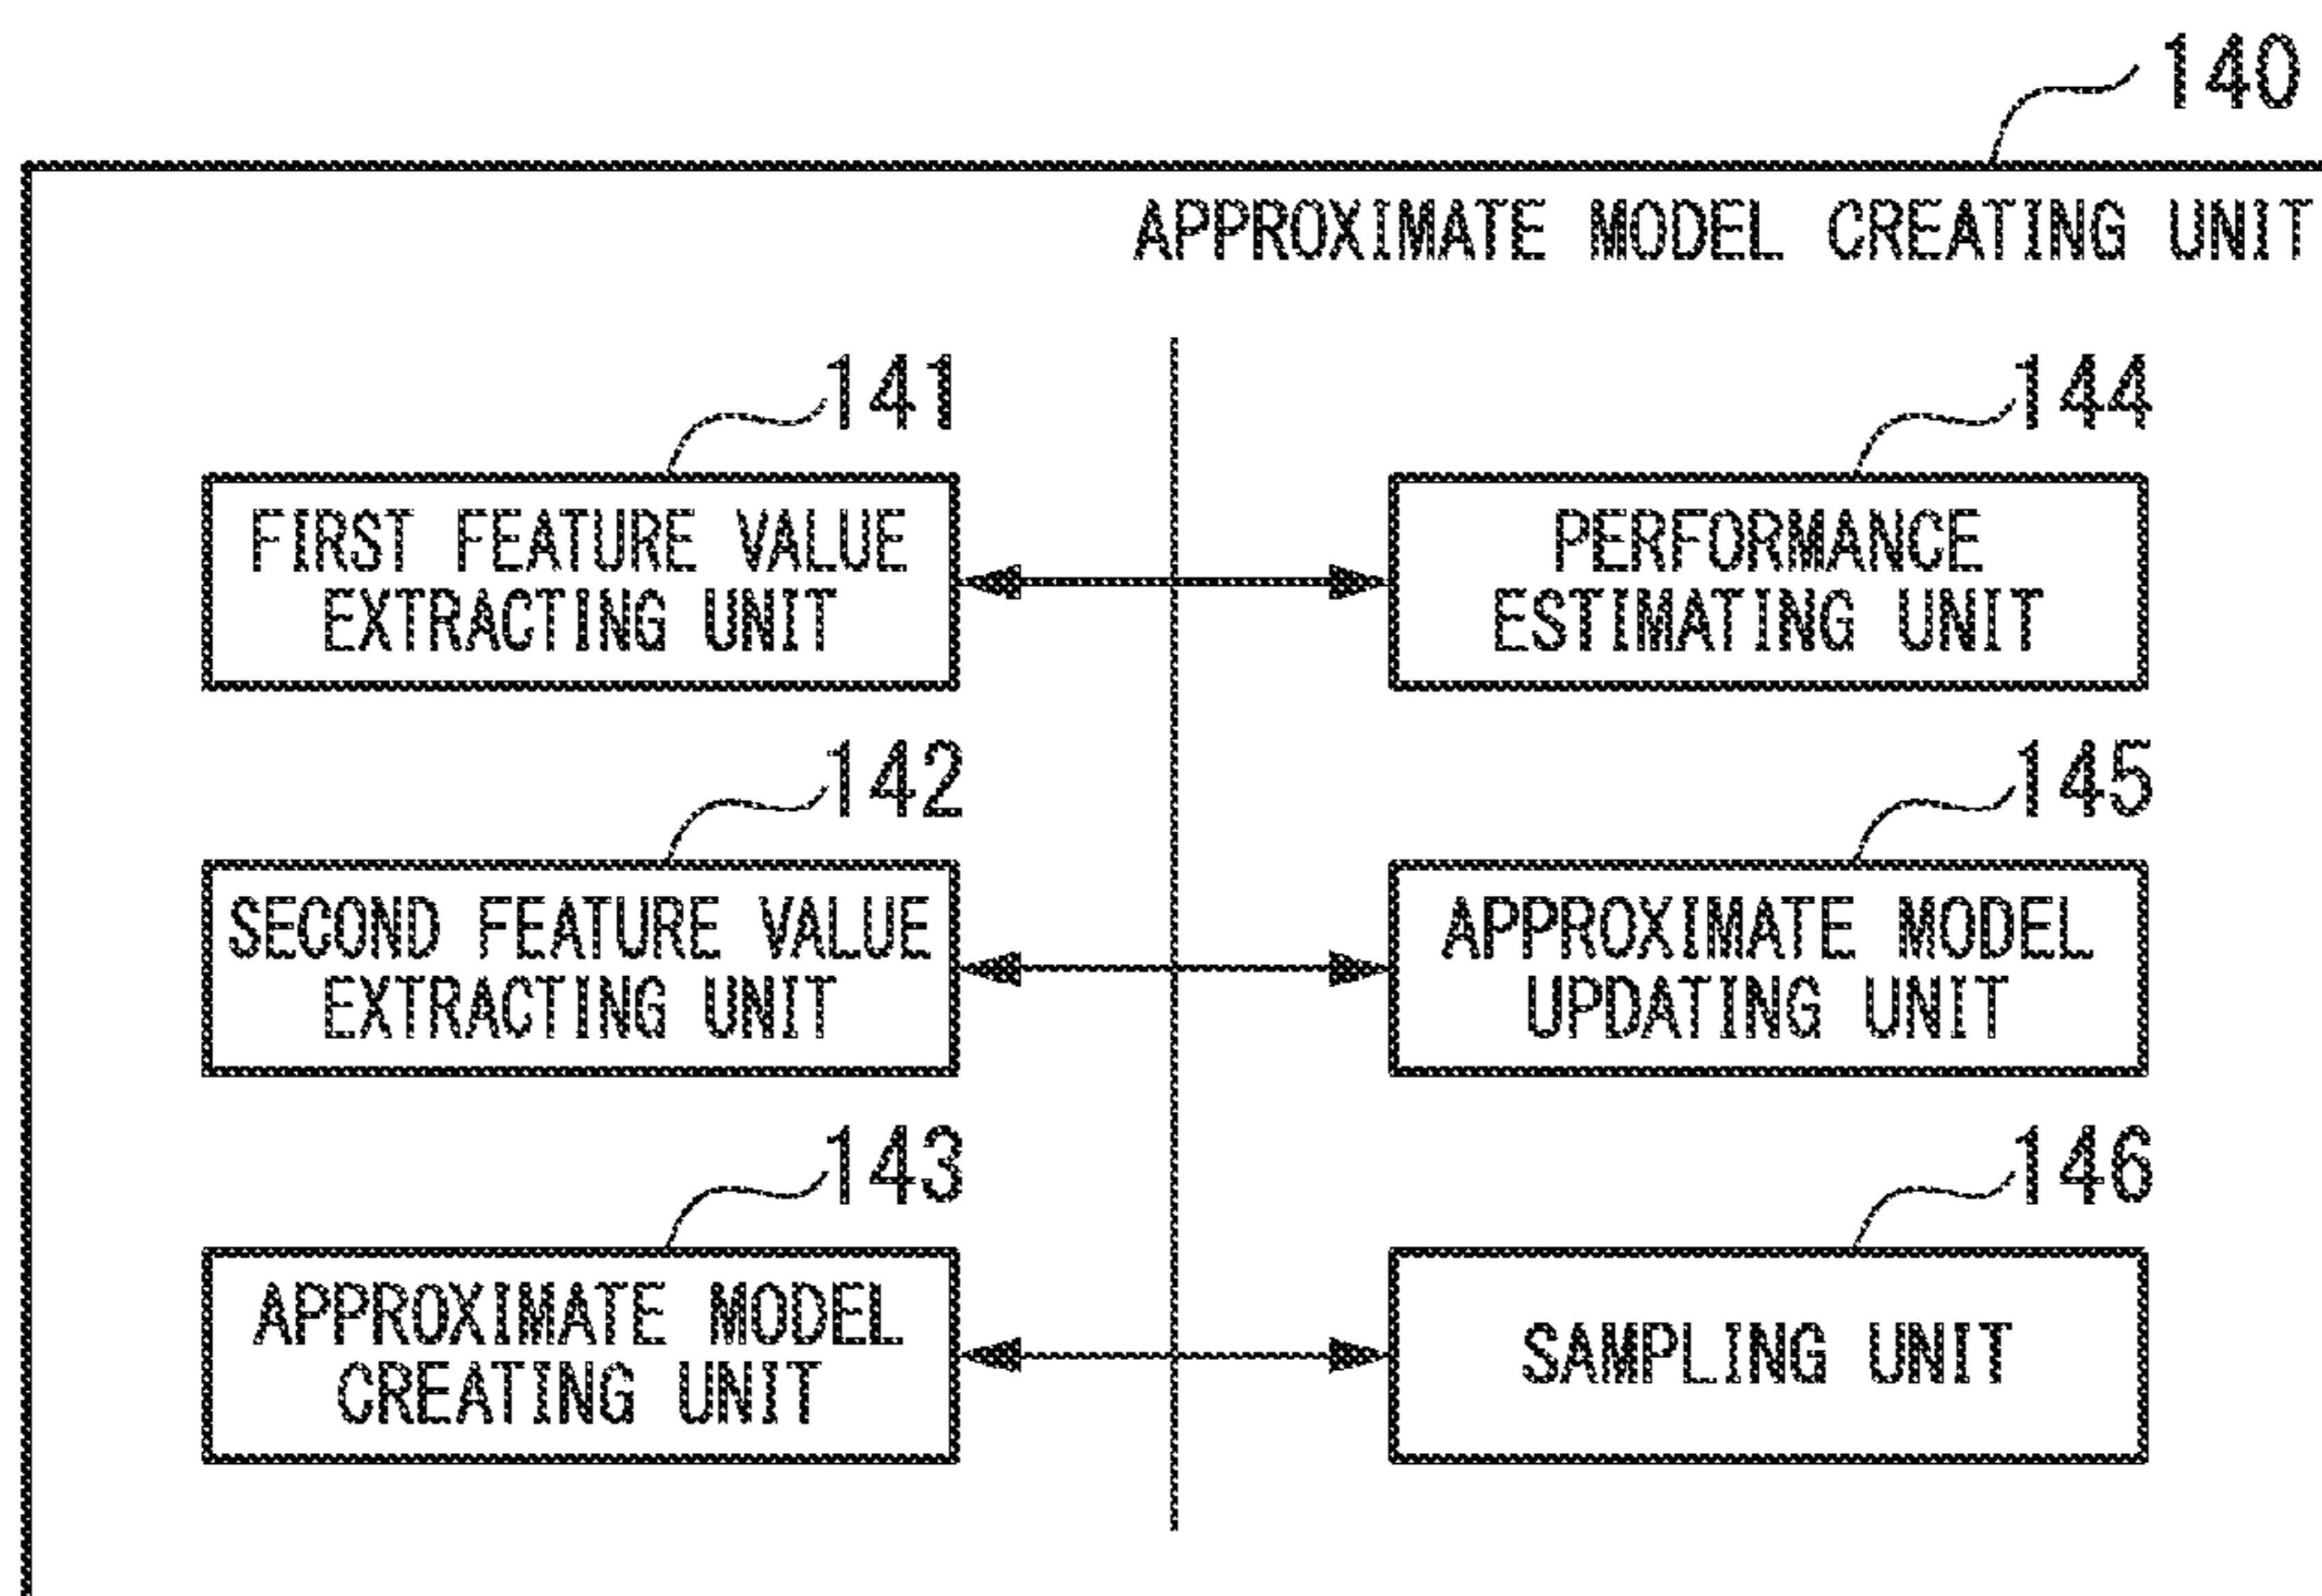 140
APPROXIMATE MODEL CREATING UNIT
141
FIRST FEATURE VALUE
EXTRACTING UNIT
144
PERFORMANCE
ESTIMATING UNIT
142
SECOND FEATURE VALUE
EXTRACTING UNIT
145
APPROXIMATE MODEL
UPDATING UNIT
143
APPROXIMATE MODEL
CREATING UNIT
146
SAMPLING UNIT